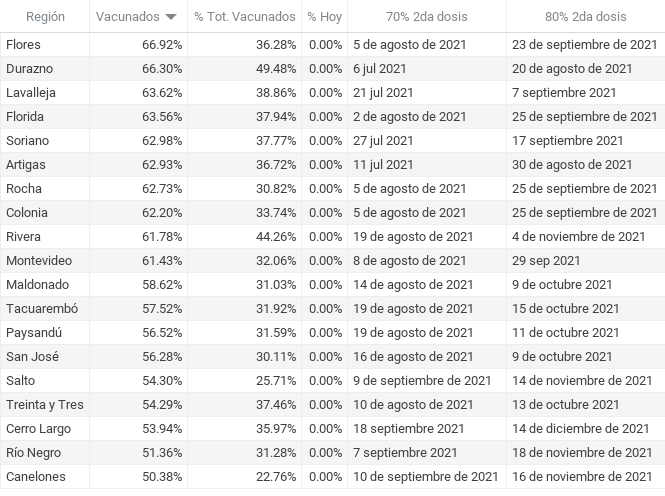 Región Vacunados % Tot. Vacunados % Hoy 70% 2da dosis 80% 2da dosis
Flores 66.92% 36.28% 0.00% 5 de agosto de 2021 23 de septiembre de 2021
Durazno 66.30% 49.48% 0.00% 6 jul 2021 20 de agosto de 2021
Lavalleja 63.62% 38.86% 0.00% 21 jul 2021 7 septiembre 2021
Florida 63.56% 37.94% 0.00% 2 de agosto de 2021 25 de septiembre de 2021
Soriano 62.98% 37.77% 0.00% 27 jul 2021 17 septiembre 2021
Artigas 62.93% 36.72% 0.00% 11 jul 2021 30 de agosto de 2021
Rocha 62.73% 30.82% 0.00% 5 de agosto de 2021 25 de septiembre de 2021
Colonia 62.20% 33.74% 0.00% 5 de agosto de 2021 25 de septiembre de 2021
Rivera 61.78% 44.26% 0.00% 19 de agosto de 2021 4 de noviembre de 2021
Montevideo 61.43% 32.06% 0.00% 8 de agosto de 2021 29 sep 2021
Maldonado 58.62% 31.03% 0.00% 14 de agosto de 2021 9 de octubre 2021
Tacuarembó 57.52% 31.92% 0.00% 19 de agosto de 2021 15 de octubre 2021
Paysandú 56.52% 31.59% 0.00% 19 de agosto de 2021 11 de octubre 2021
San José 56.28% 30.11% 0.00% 16 de agosto de 2021 9 de octubre 2021
Salto 54.30% 25.71% 0.00% 9 de septiembre de 2021 14 de noviembre de 2021
Treinta y Tres 54.29% 37.46% 0.00% 10 de agosto de 2021 13 de octubre 2021
Cerro Largo 53.94% 35.97% 0.00% 18 septiembre 2021 14 de diciembre de 2021
Río Negro 51.36% 31.28% 0.00% 7 septiembre 2021 18 de noviembre de 2021
Canelones 50.38% 22.76% 0.00% 10 de septiembre de 2021 16 de noviembre de 2021